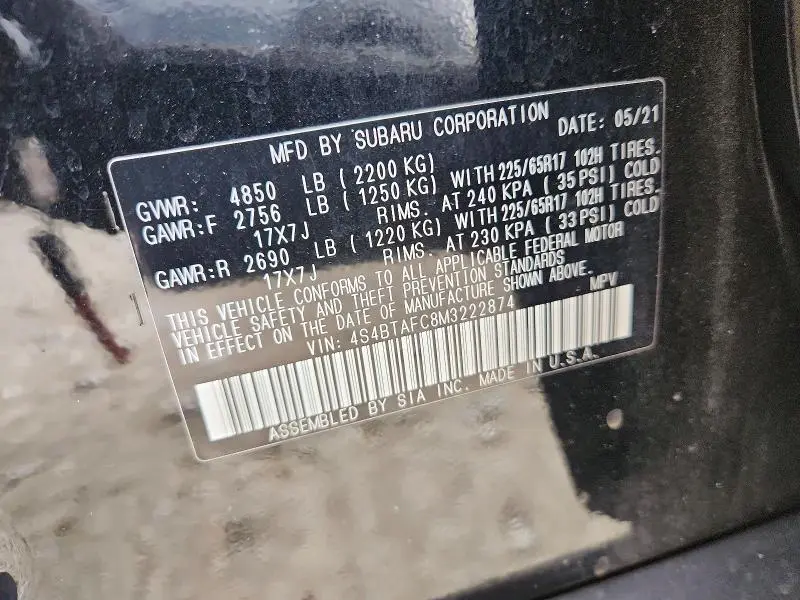 MFD BY SUBARU CORPORATION DATE: 05/21
GVWR: 4850 LB ( 2200 KG)
GAWR:F 2756 LB ( 1250 KG) WITH 225/65R17 102H TIRES.
17X7J RIMS. AT 240 KPA ( 35 PSI) COLD
GAWR:R 2690 LB ( 1220 KG) WITH 225/65R17 102H TIRES.
17X7J RIMS. AT 230 KPA ( 33 PSI) COLD
THIS VEHICLE CONFORMS TO ALL APPLICABLE FEDERAL MOTOR
VEHICLE SAFETY AND THEFT PREVENTION STANDARDS
IN EFFECT ON THE DATE OF MANUFACTURE SHOWN ABOVE.
VIN: 4S4BTAFC8M3222874 MPV
ASSEMBLED BY SIA INC. MADE IN U.S.A.